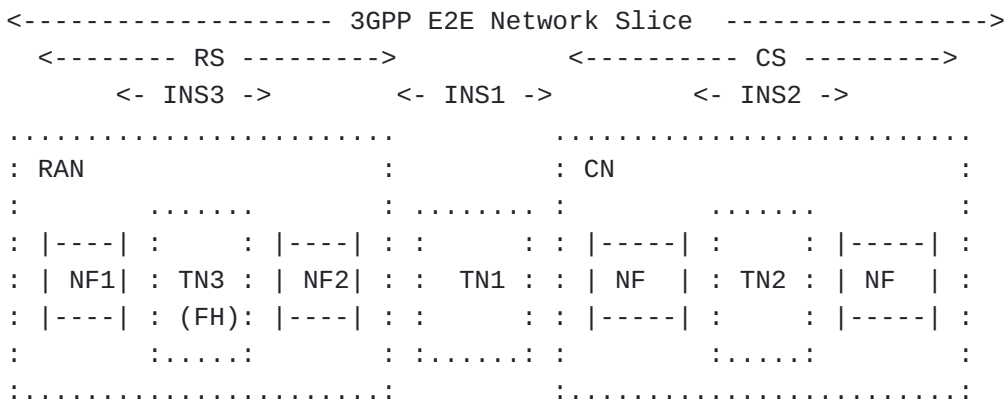 <-------------------- 3GPP E2E Network Slice ----------------->
  <-------- RS --------->           <---------- CS --------->
       <- INS3 ->        <- INS1 ->         <- INS2 ->
.........................          ...........................
: RAN                   :          : CN                      :
:        .......        : ........ :         .......         :
: |----| :     : |----| : :      : : |-----| :     : |-----| :
: | NF1| : TN3 : | NF2| : :  TN1 : : | NF  | : TN2 : | NF  | :
: |----| : (FH): |----| : :      : : |-----| :     : |-----| :
:        :.....:        : :......: :         :.....:         :
:.......................:          :.........................: